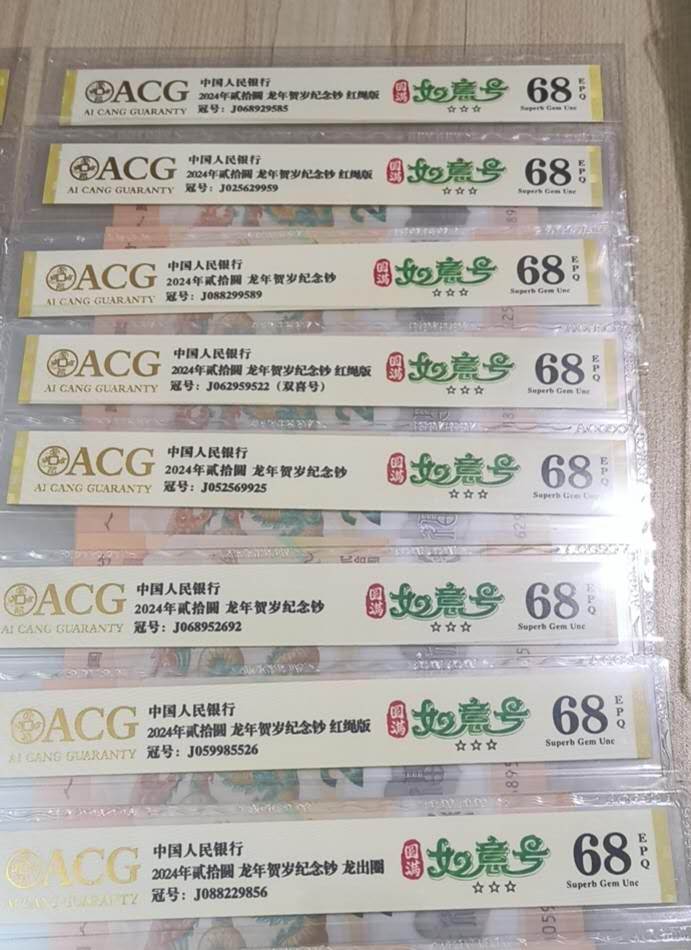 ACG
AI CANG GUARANTY
中国人民银行
2024年贰拾圆 龙年贺岁纪念钞 红绳版
冠号：J068929585
圆满
如意号
☆☆☆
68
EPQ
Superb Gem Unc
ACG
AI CANG GUARANTY
中国人民银行
2024年贰拾圆 龙年贺岁纪念钞 红绳版
冠号：J025629959
圆满
如意号
☆☆☆
68
EPQ
Superb Gem Unc
ACG
AI CANG GUARANTY
中国人民银行
2024年贰拾圆 龙年贺岁纪念钞
冠号：J088299589
圆满
如意号
☆☆☆
68
EPQ
Superb Gem Unc
ACG
AI CANG GUARANTY
中国人民银行
2024年贰拾圆 龙年贺岁纪念钞 红绳版
冠号：J062959522（双喜号）
圆满
如意号
☆☆☆
68
EPQ
Superb Gem Unc
ACG
AI CANG GUARANTY
中国人民银行
2024年贰拾圆 龙年贺岁纪念钞
冠号：J052569925
圆满
如意号
☆☆☆
68
EPQ
Superb Gem Unc
ACG
AI CANG GUARANTY
中国人民银行
2024年贰拾圆 龙年贺岁纪念钞
冠号：J068952692
圆满
如意号
☆☆☆
68
EPQ
Superb Gem Unc
ACG
AI CANG GUARANTY
中国人民银行
2024年贰拾圆 龙年贺岁纪念钞 红绳版
冠号：J059985526
圆满
如意号
☆☆☆
68
EPQ
Superb Gem Unc
ACG
AI CANG GUARANTY
中国人民银行
2024年贰拾圆 龙年贺岁纪念钞 龙出圈
冠号：J088229856
圆满
如意号
☆☆☆
68
EPQ
Superb Gem Unc